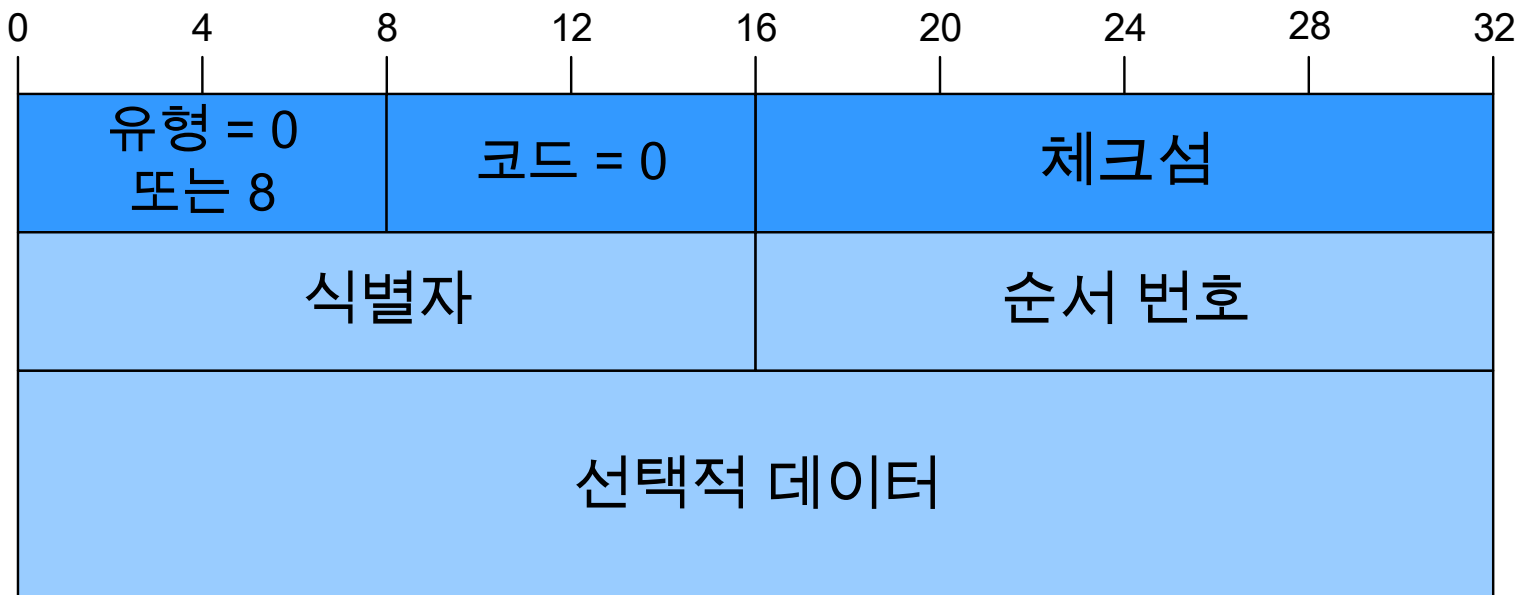 0 4 8 12 16 20 24 28 32
유형 = 0
또는 8
코드 = 0
체크섬
식별자
순서 번호
선택적 데이터